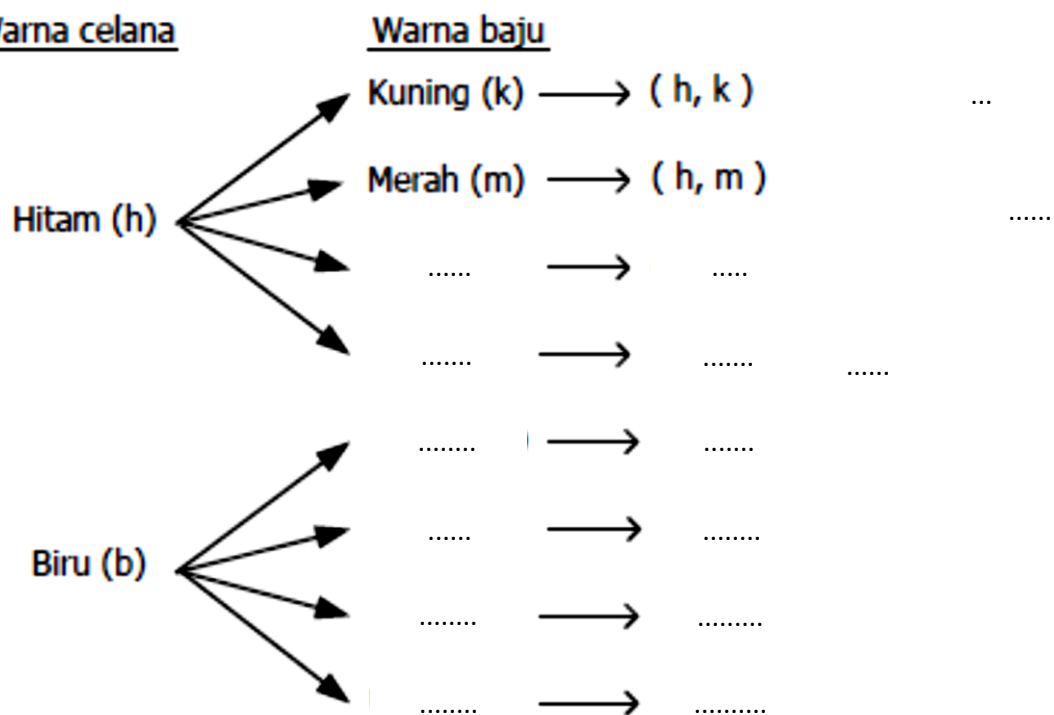 Warna celana Warna baju
Kuning (k) ( h, k ) ...
Merah (m) ( h, m )
Hitam (h) ......
...... .....
....... .......
......
........ .......
...... ........
Biru (b)
........ .........
........ ..........